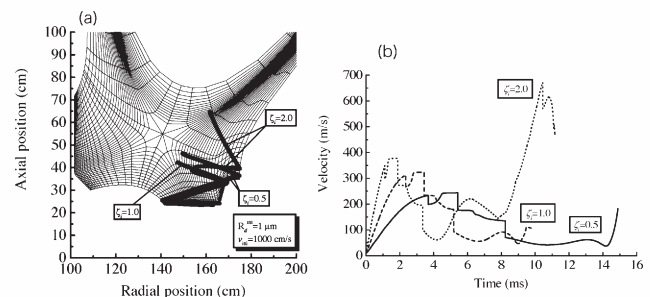 (a)
Axial position (cm)
100
90
80
70
60
50
40
30
20
10
0
ζ=2.0
ζ=0.5
ζ=1.0
R_d^in=1 μm
v_in=1000 cm/s
100 120 140 160 180 200
Radial position (cm)
(b)
Velocity (m/s)
700
600
500
400
300
200
100
0
ζ=2.0
ζ=1.0
ζ=0.5
0 2 4 6 8 10 12 14 16
Time (ms)